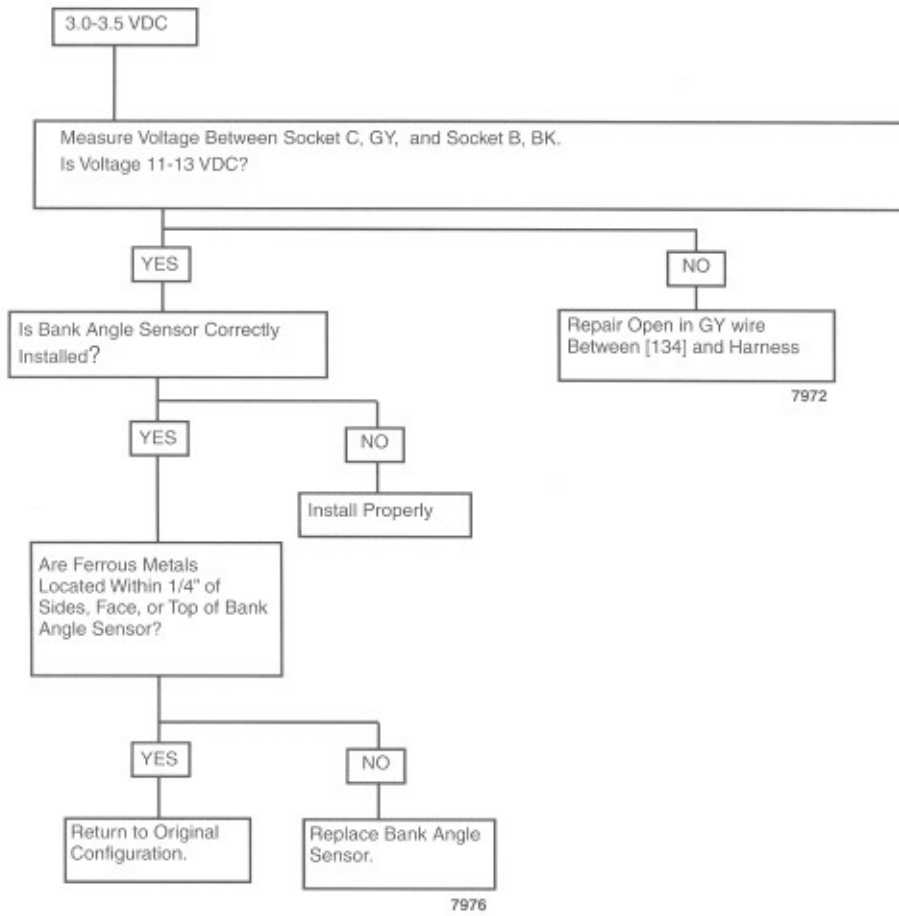 3.0-3.5 VDC
Measure Voltage Between Socket C, GY, and Socket B, BK.
Is Voltage 11-13 VDC?
YES
NO
Is Bank Angle Sensor Correctly
Installed?
Repair Open in GY wire
Between [134] and Harness
7972
YES
NO
Install Properly
Are Ferrous Metals
Located Within 1/4" of
Sides, Face, or Top of Bank
Angle Sensor?
YES
NO
Return to Original
Configuration.
Replace Bank Angle
Sensor.
7976